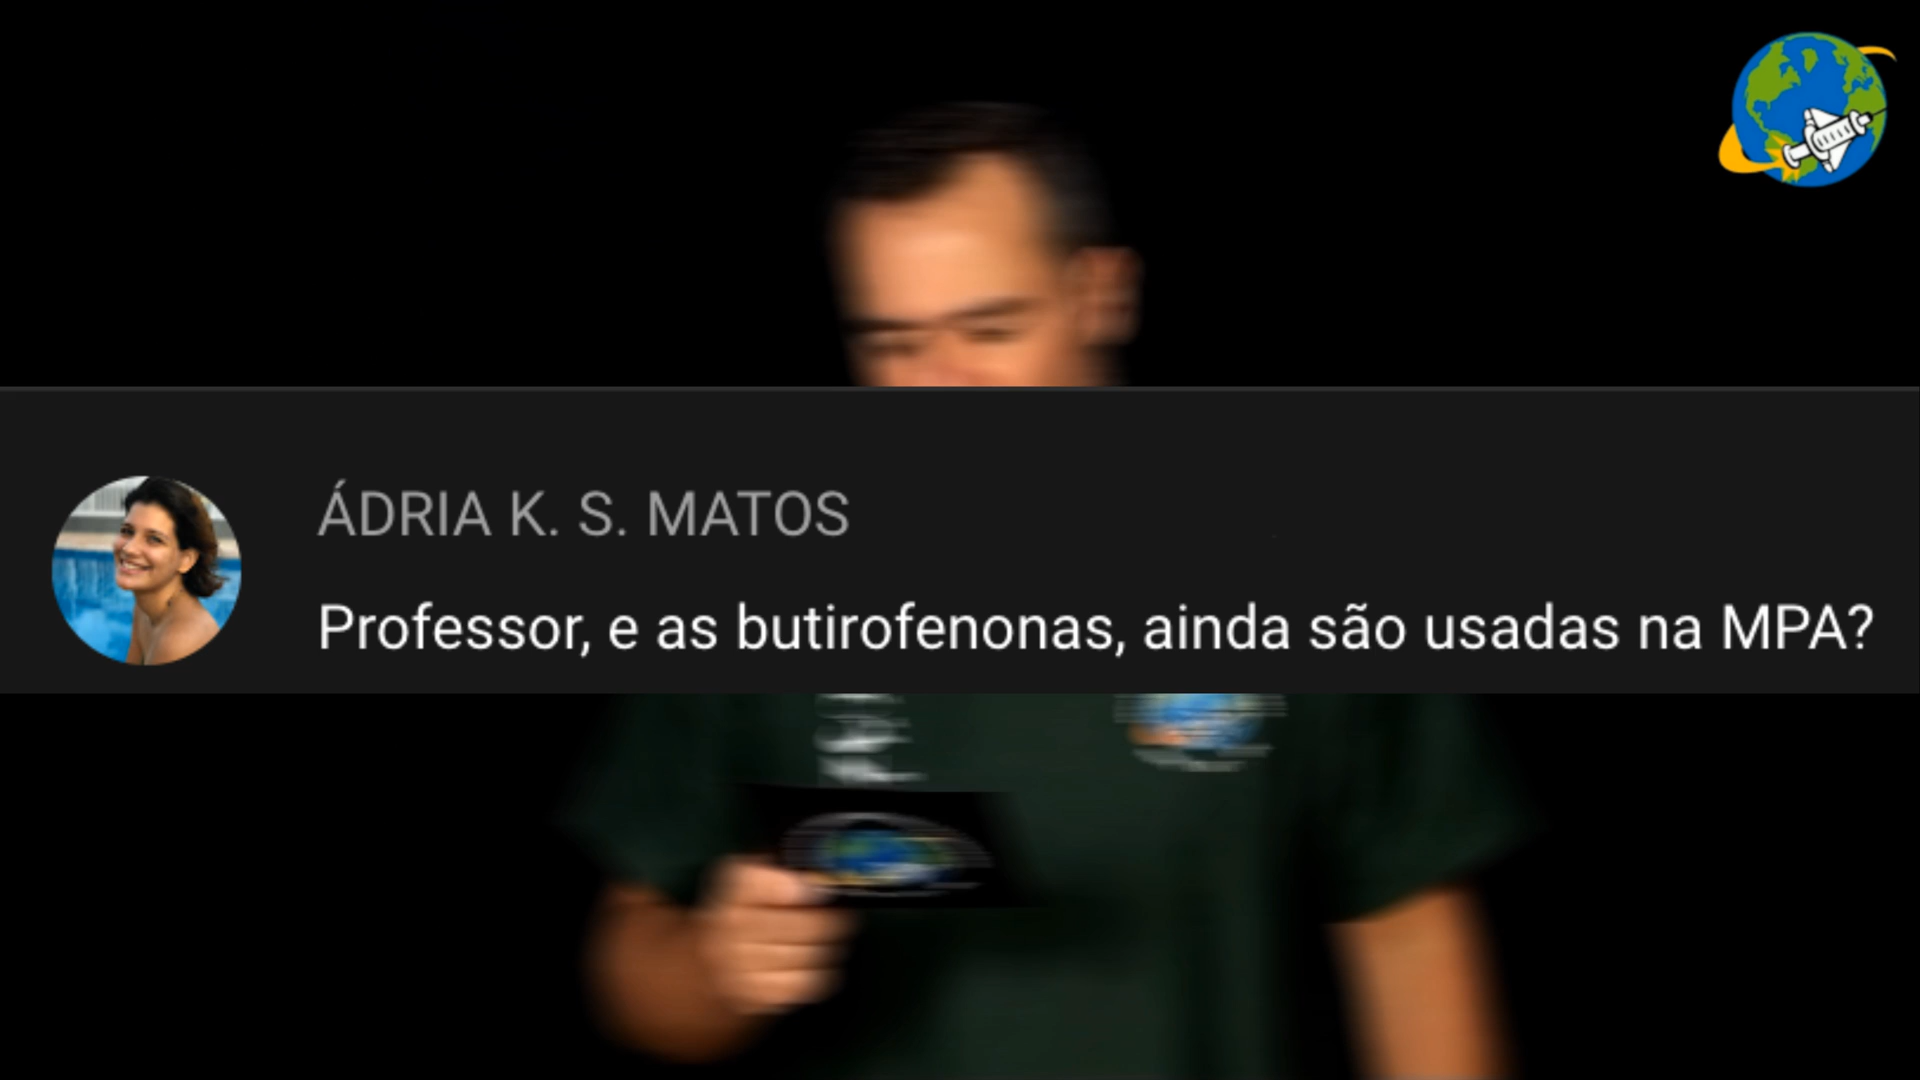 ÁDRIA K. S. MATOS
Professor, e as butirofenonas, ainda são usadas na MPA?